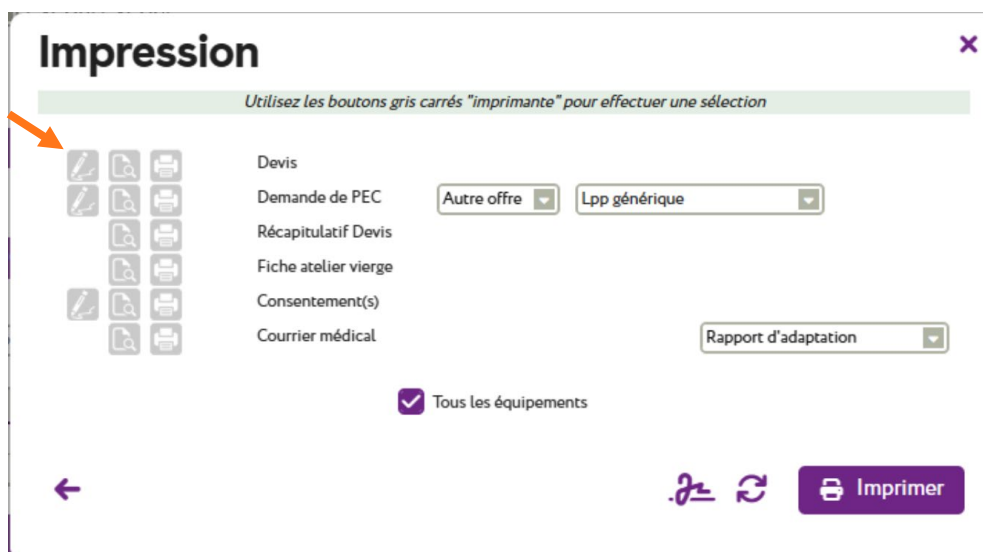 Impression
Utilisez les boutons gris carrés "imprimante" pour effectuer une sélection
Devis
Demande de PEC Autre offre Lpp générique
Récapitulatif Devis
Fiche atelier vierge
Consentement(s)
Courrier médical Rapport d'adaptation
Tous les équipements
Imprimer